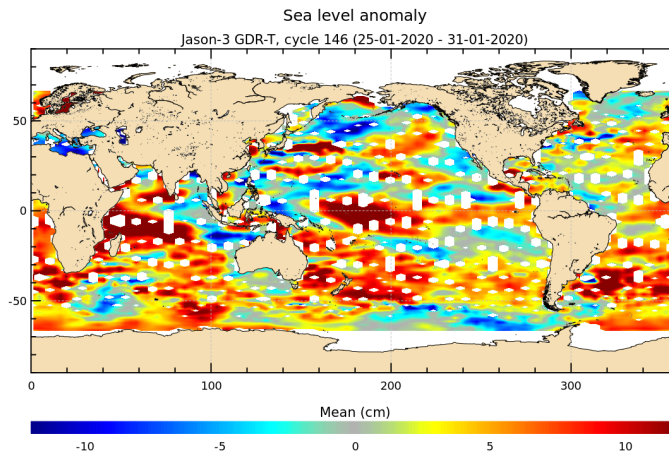 Sea level anomaly
Jason-3 GDR-T, cycle 146 (25-01-2020 - 31-01-2020)
50
0
-50
0 100 200 300
Mean (cm)
-10 -5 0 5 10